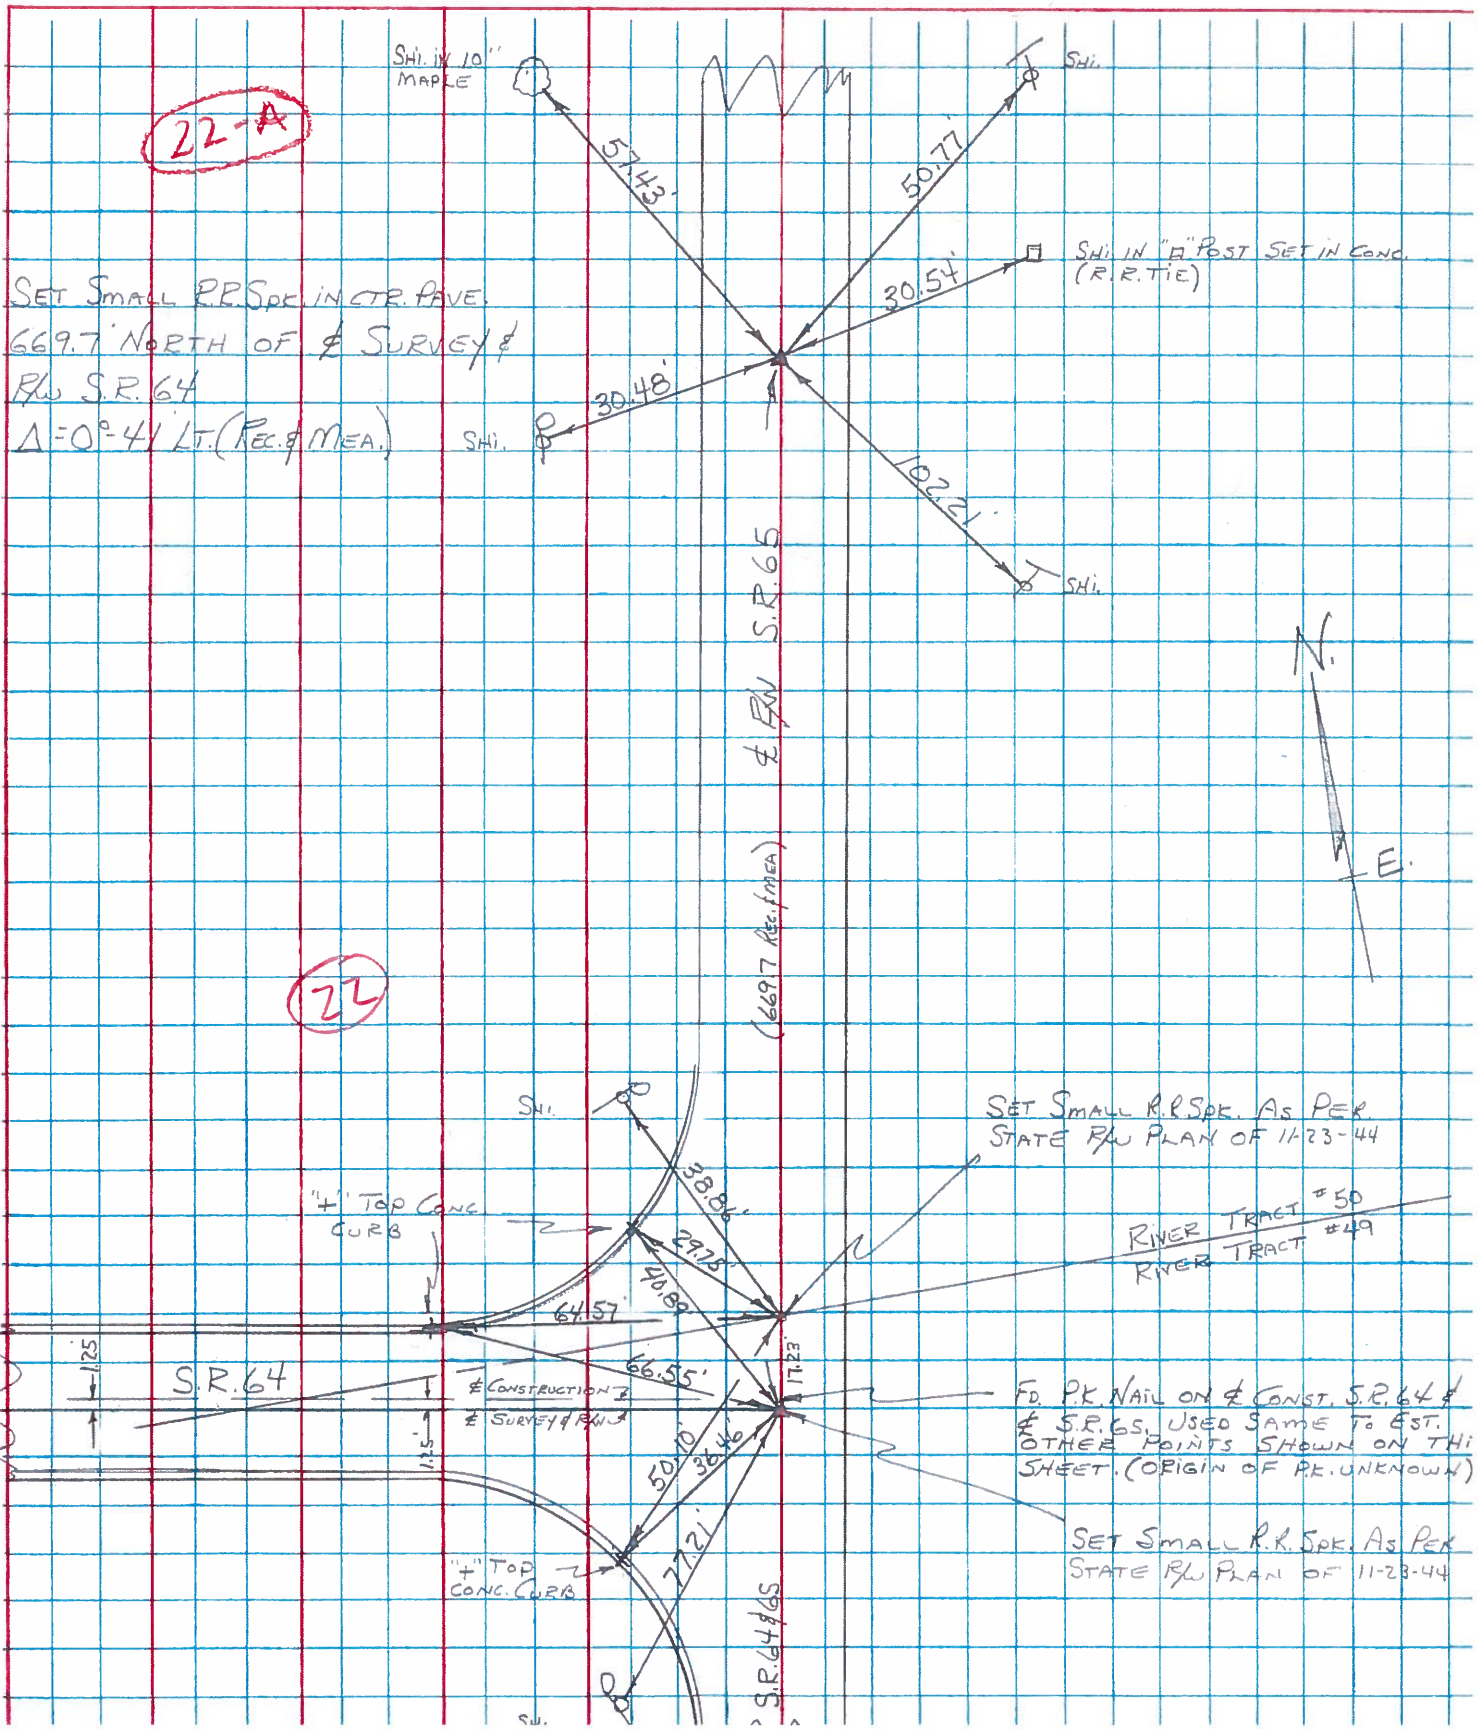 SHI. IN 10"
MAPLE
SHI.
22-A
57.43'
50.77'
SHI. IN "□" POST SET IN CONC.
(R.R. TIE)
30.54'
SET SMALL R.R. SPK. IN CTR. PAVE.
669.7' NORTH OF ℄ SURVEY &
R/W S.R. 64
Δ=0°-41' LT. (REC. & MEA.)
30.48'
SHI.
102.21'
SHI.
℄ R/W S.R. 65
N.
E.
(669.7 REC. & MEA)
22
SHI.
SET SMALL R.R. SPK. AS PER
STATE R/W PLAN OF 11-23-44
38.86'
"+" TOP CONC.
CURB
29.75'
40.89'
RIVER TRACT #50
RIVER TRACT #49
64.57'
66.55'
17.23'
1.25'
S.R. 64
℄ CONSTRUCTION
℄ SURVEY & R/W
1.25'
FD. P.K. NAIL ON ℄ CONST. S.R. 64 &
℄ S.R. 65. USED SAME TO EST.
OTHER POINTS SHOWN ON THI
SHEET. (ORIGIN OF P.K. UNKNOWN)
50.10'
36.46'
77.21'
SET SMALL R.R. SPK. AS PER
STATE R/W PLAN OF 11-23-44
"+" TOP
CONC. CURB
S.R. 64 & 65
SHI.